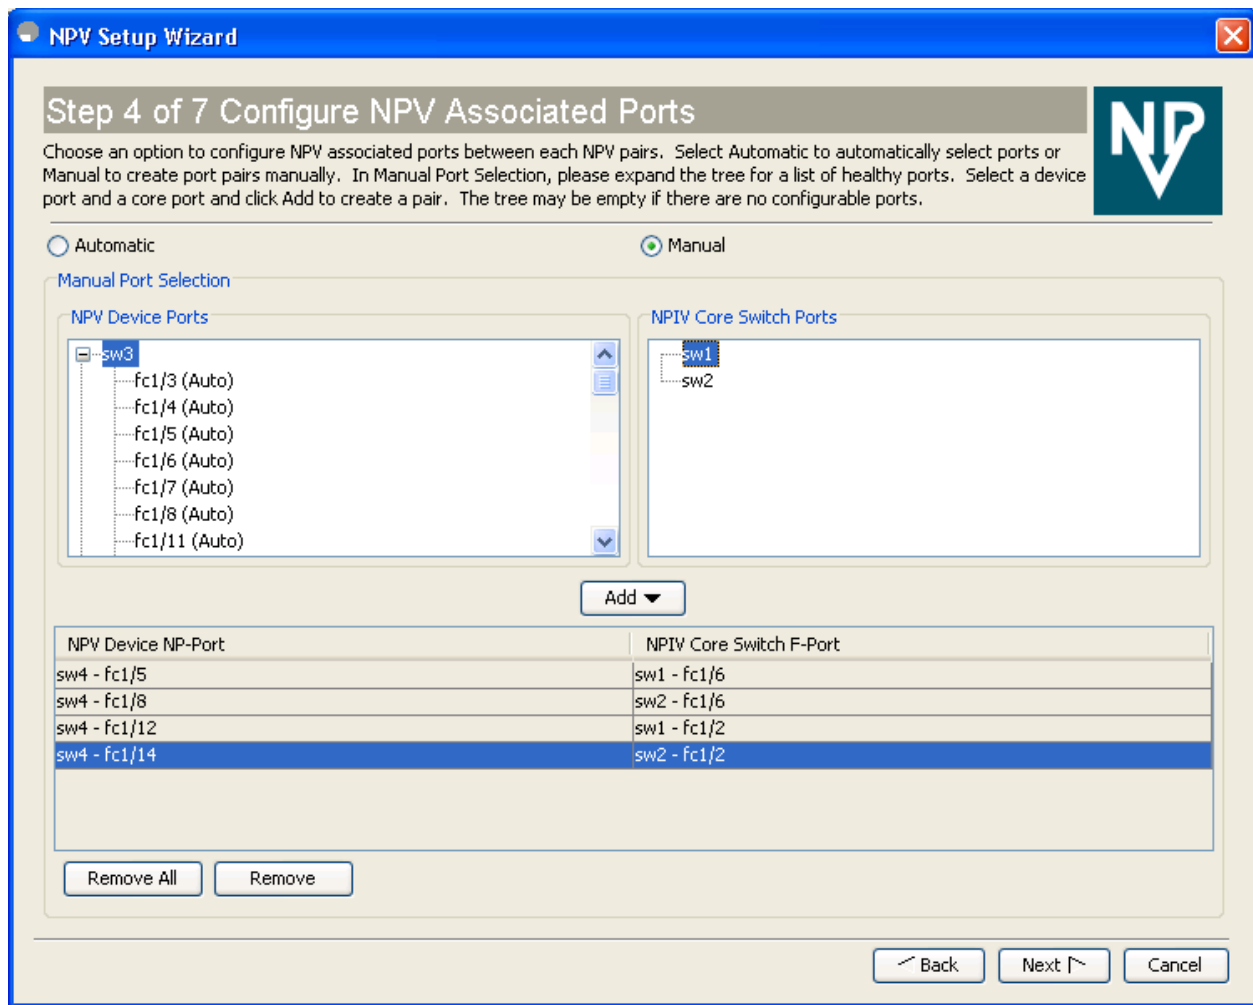 NPV Setup Wizard
Step 4 of 7 Configure NPV Associated Ports
NP
Choose an option to configure NPV associated ports between each NPV pairs. Select Automatic to automatically select ports or
Manual to create port pairs manually. In Manual Port Selection, please expand the tree for a list of healthy ports. Select a device
port and a core port and click Add to create a pair. The tree may be empty if there are no configurable ports.
Automatic Manual
Manual Port Selection
NPV Device Ports NPIV Core Switch Ports
sw3 sw1
fc1/3 (Auto) sw2
fc1/4 (Auto)
fc1/5 (Auto)
fc1/6 (Auto)
fc1/7 (Auto)
fc1/8 (Auto)
fc1/11 (Auto)
Add
NPV Device NP-Port NPIV Core Switch F-Port
sw4 - fc1/5 sw1 - fc1/6
sw4 - fc1/8 sw2 - fc1/6
sw4 - fc1/12 sw1 - fc1/2
sw4 - fc1/14 sw2 - fc1/2
Remove All Remove
Back Next Cancel